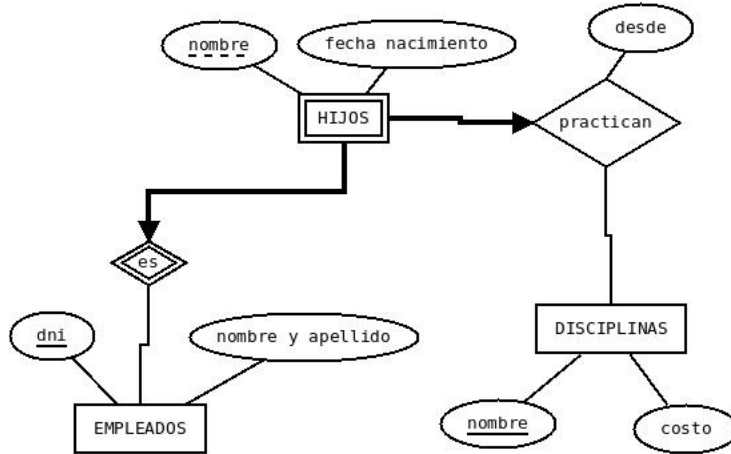 desde
nombre
fecha nacimiento
HIJOS
practican
es
dni
nombre y apellido
DISCIPLINAS
EMPLEADOS
nombre
costo